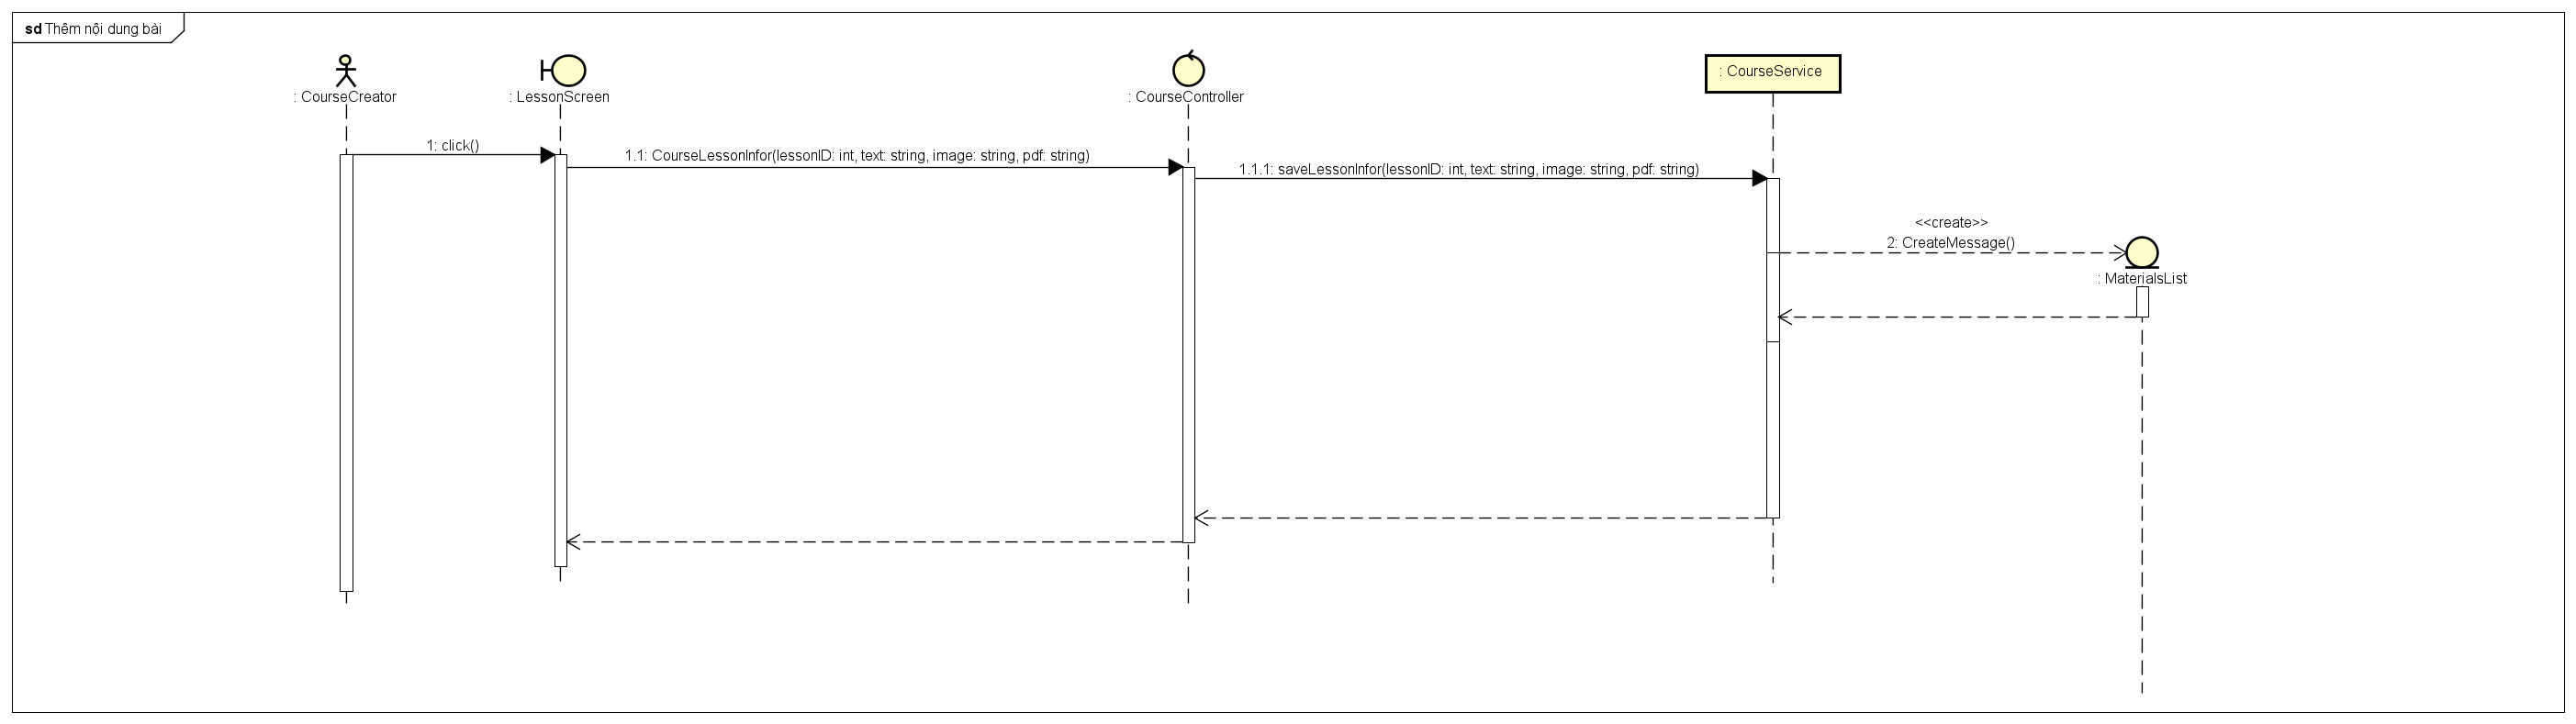 sd Thêm nội dung bài
: CourseCreator
: LessonScreen
: CourseController
: CourseService
1: click()
1.1: CourseLessonInfor(lessonID: int, text: string, image: string, pdf: string)
1.1.1: saveLessonInfor(lessonID: int, text: string, image: string, pdf: string)
<<create>>
2: CreateMessage()
: MaterialsList